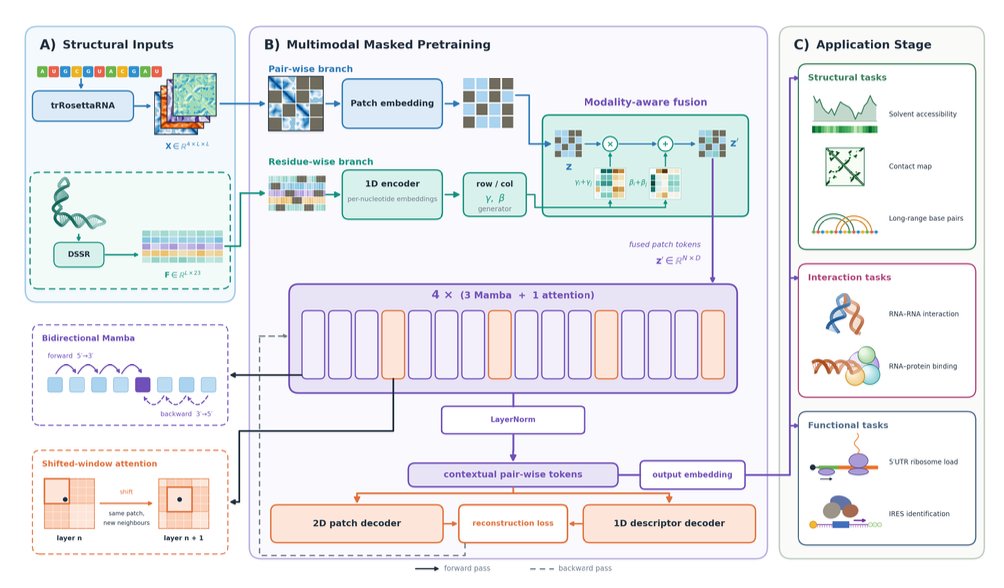 A) Structural Inputs
A U G C G U A C G A U
trRosettaRNA
X ∈ ℝ^{A×L×L}
DSSR
F ∈ ℝ^{L×23}
Bidirectional Mamba
forward 5′→3′
backward 3′→5′
Shifted-window attention
shift
same patch,
new neighbours
layer n
layer n + 1
B) Multimodal Masked Pretraining
Pair-wise branch
Patch embedding
Modality-aware fusion
z
×
+
z′
γᵢ+γⱼ
βᵢ+βⱼ
Residue-wise branch
1D encoder
per-nucleotide embeddings
row / col
γ, β
generator
fused patch tokens
z′ ∈ ℝ^{N×D}
4 × (3 Mamba + 1 attention)
LayerNorm
contextual pair-wise tokens
output embedding
2D patch decoder
reconstruction loss
1D descriptor decoder
C) Application Stage
Structural tasks
Solvent accessibility
Contact map
Long-range base pairs
Interaction tasks
RNA–RNA interaction
RNA–protein binding
Functional tasks
5′UTR ribosome load
IRES identification
forward pass
backward pass